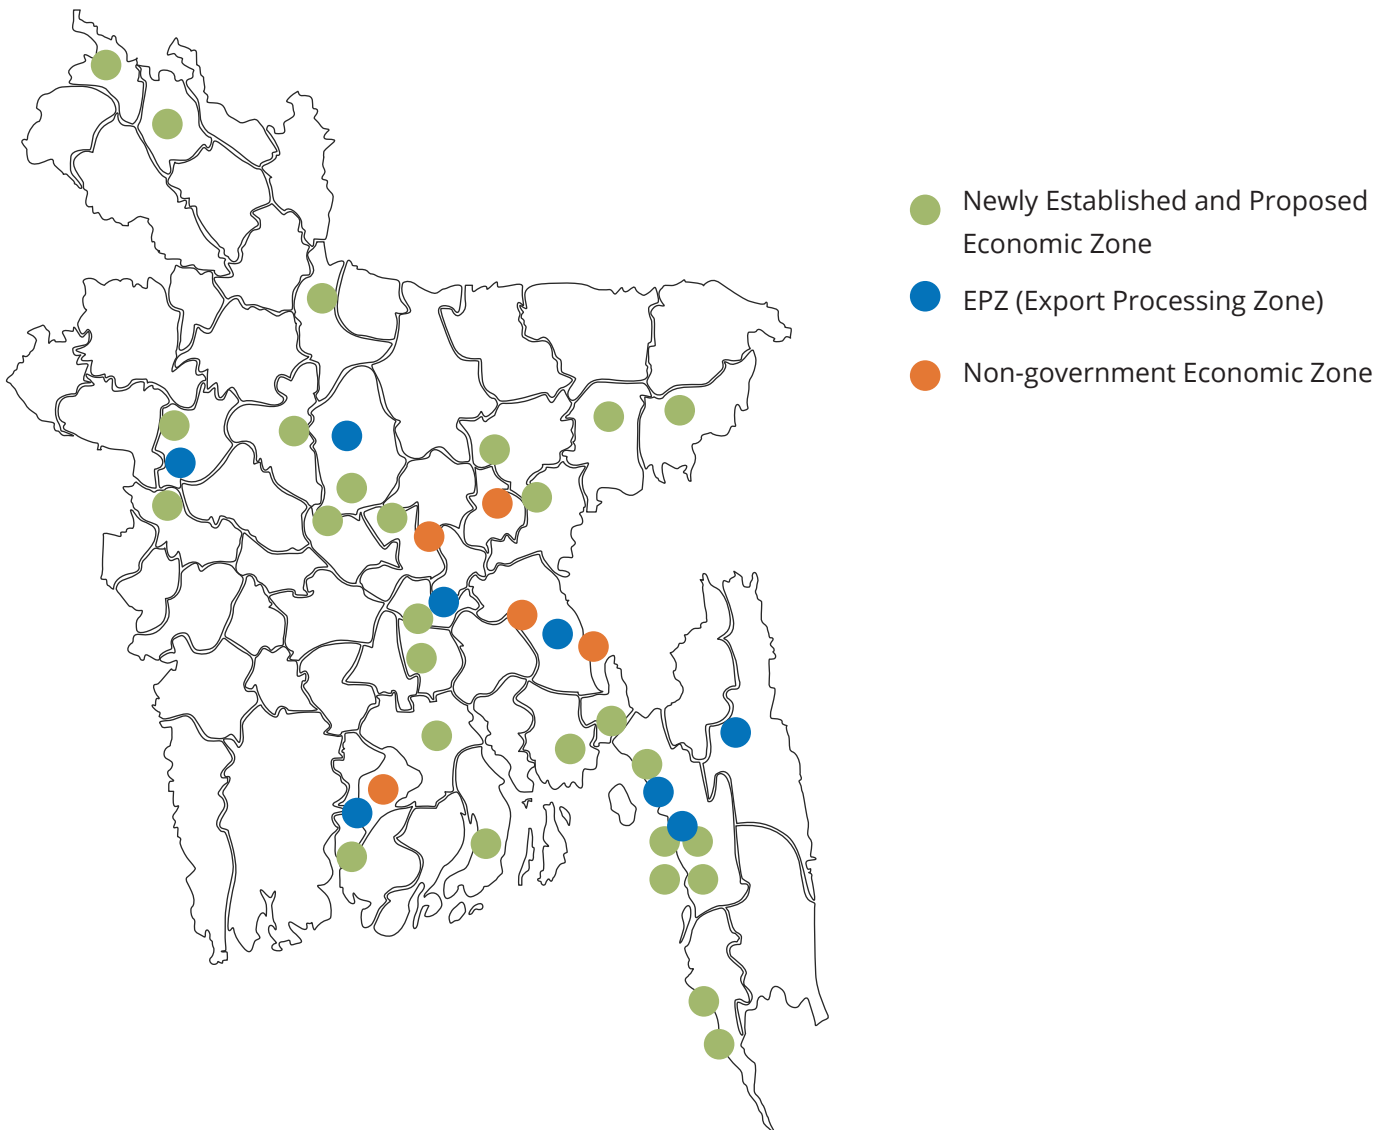 Newly Established and Proposed
Economic Zone
EPZ (Export Processing Zone)
Non-government Economic Zone